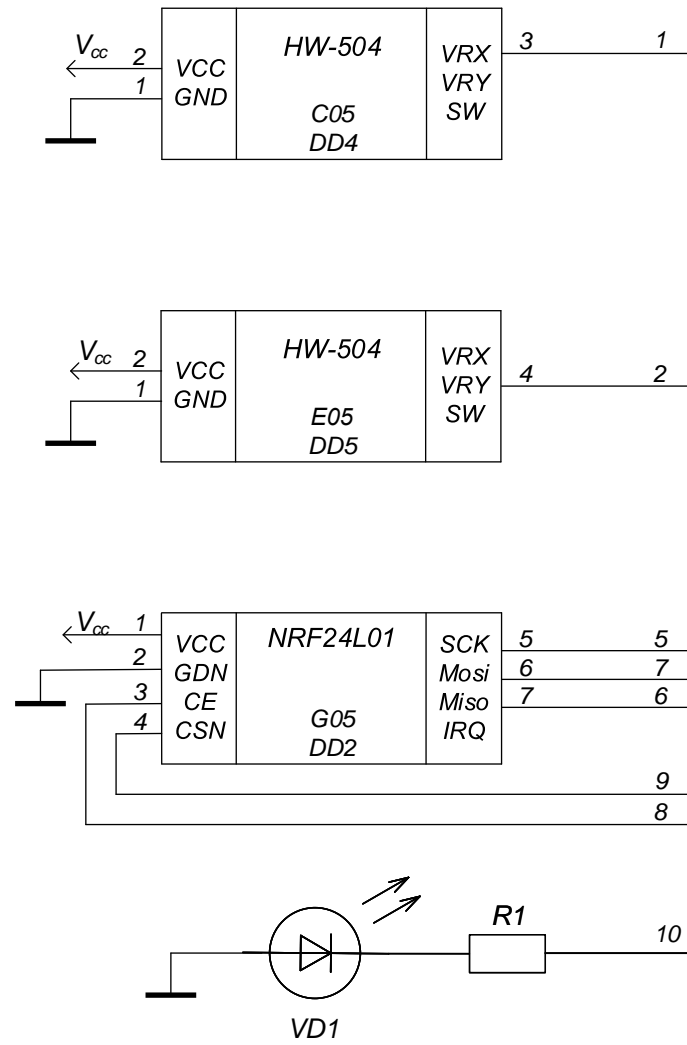 Vcc 2 VCC HW-504 VRX 3 1
1 GND VRY
C05 SW
DD4
Vcc 2 VCC HW-504 VRX
1 GND VRY 4 2
E05 SW
DD5
Vcc 1 VCC NRF24L01 SCK 5 5
2 GDN Mosi 6 7
3 CE Miso 7 6
4 CSN G05 IRQ
DD2
9
8
R1
10
VD1